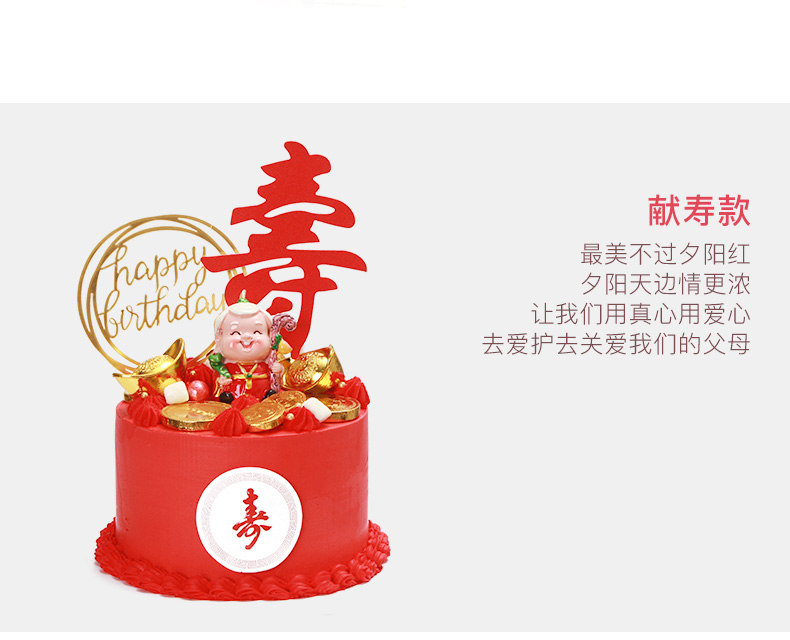 happy
birthday
寿
寿
献寿款
最美不过夕阳红
夕阳天边情更浓
让我们用真心用爱心
去爱护去关爱我们的父母